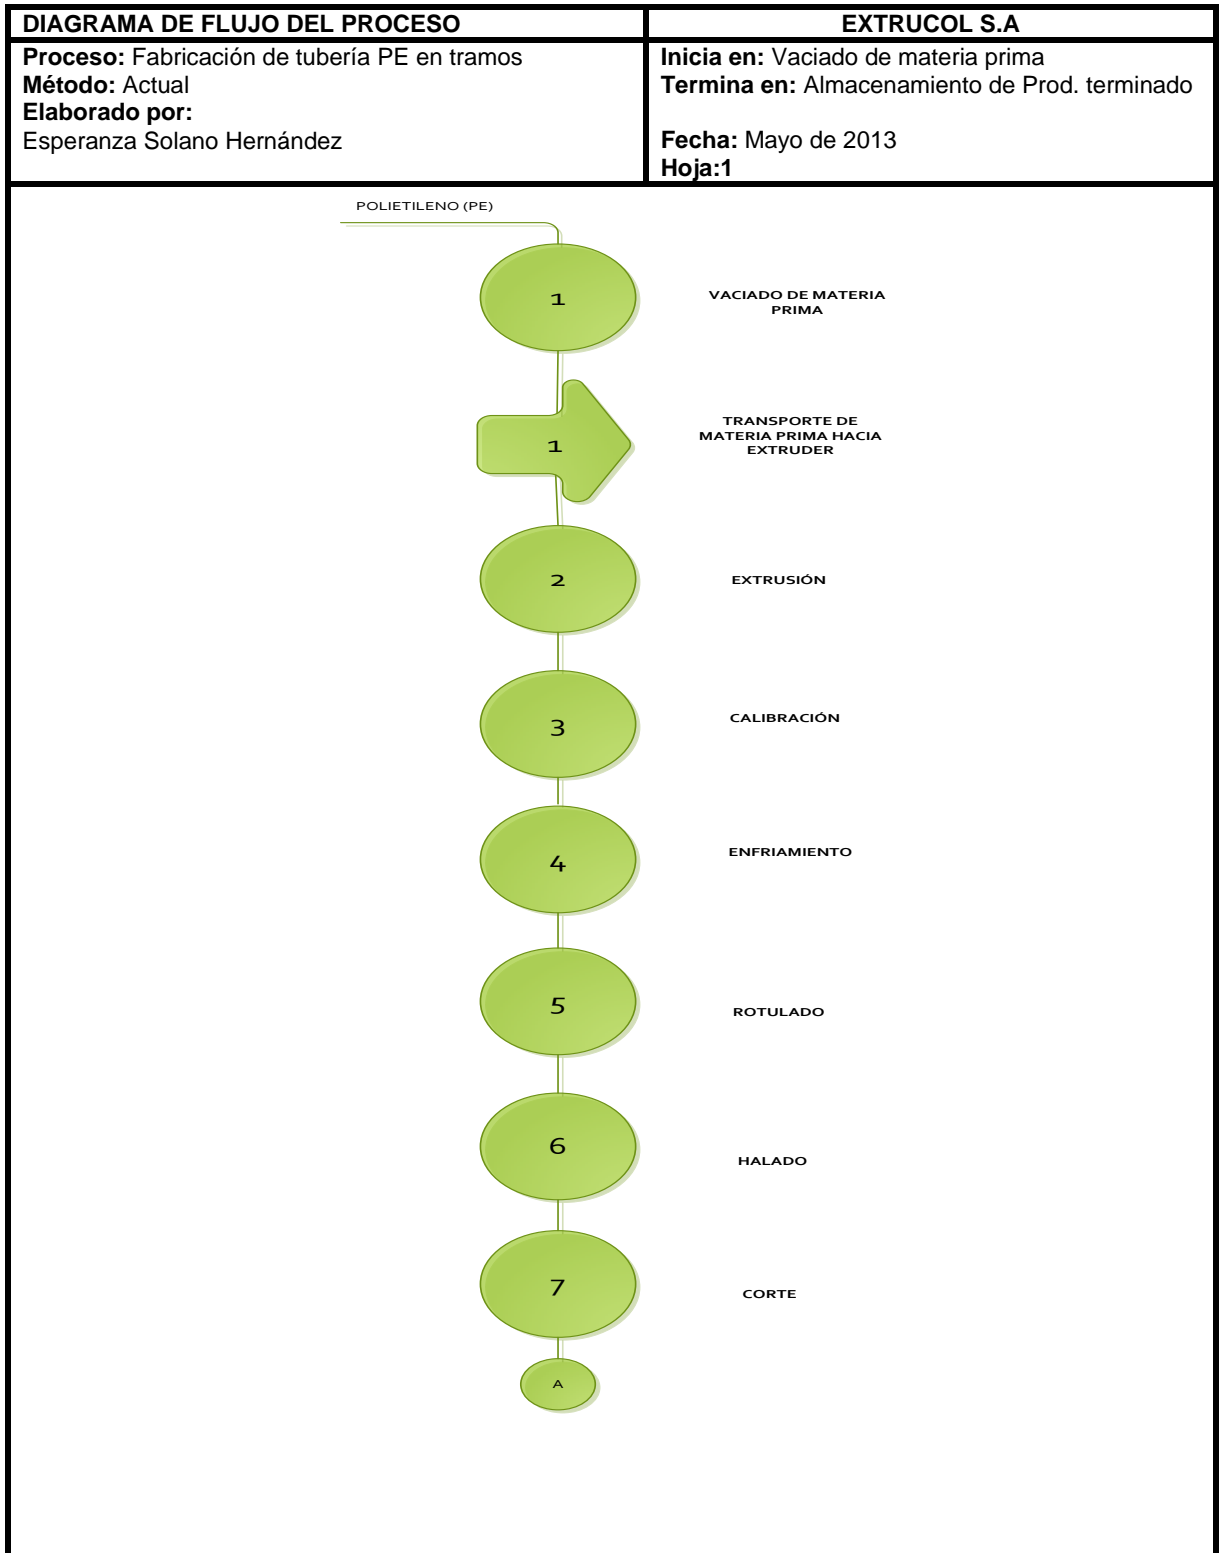 DIAGRAMA DE FLUJO DEL PROCESO
EXTRUCOL S.A
Proceso: Fabricación de tubería PE en tramos
Método: Actual
Elaborado por:
Esperanza Solano Hernández
Inicia en: Vaciado de materia prima
Termina en: Almacenamiento de Prod. terminado
Fecha: Mayo de 2013
Hoja:1
POLIETILENO (PE)
1
VACIADO DE MATERIA
PRIMA
1
TRANSPORTE DE
MATERIA PRIMA HACIA
EXTRUDER
2
EXTRUSIÓN
3
CALIBRACIÓN
4
ENFRIAMIENTO
5
ROTULADO
6
HALADO
7
CORTE
A